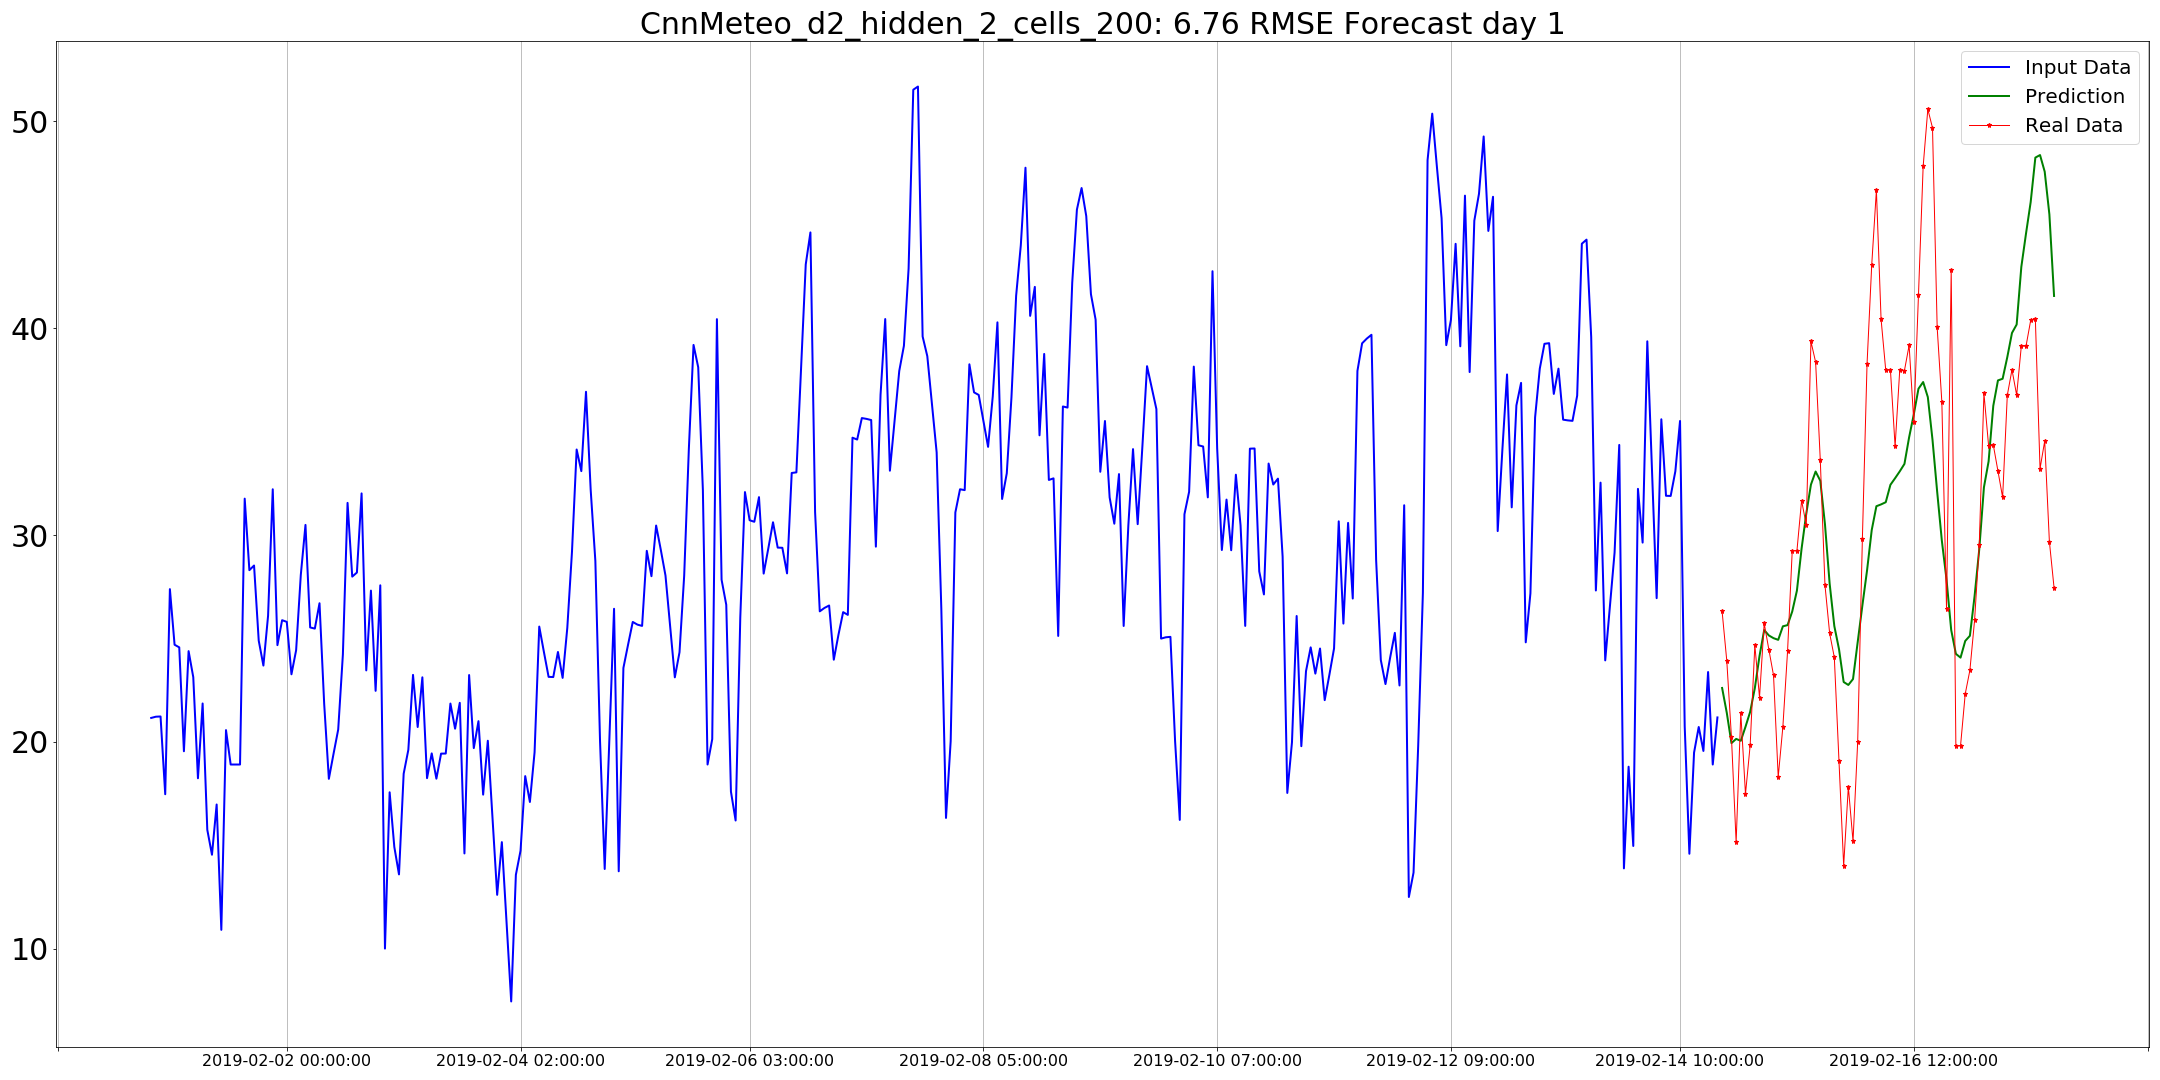 CnnMeteo_d2_hidden_2_cells_200: 6.76 RMSE Forecast day 1
Input Data
Prediction
Real Data
50
40
30
20
10
2019-02-02 00:00:00 2019-02-04 02:00:00 2019-02-06 03:00:00 2019-02-08 05:00:00 2019-02-10 07:00:00 2019-02-12 09:00:00 2019-02-14 10:00:00 2019-02-16 12:00:00